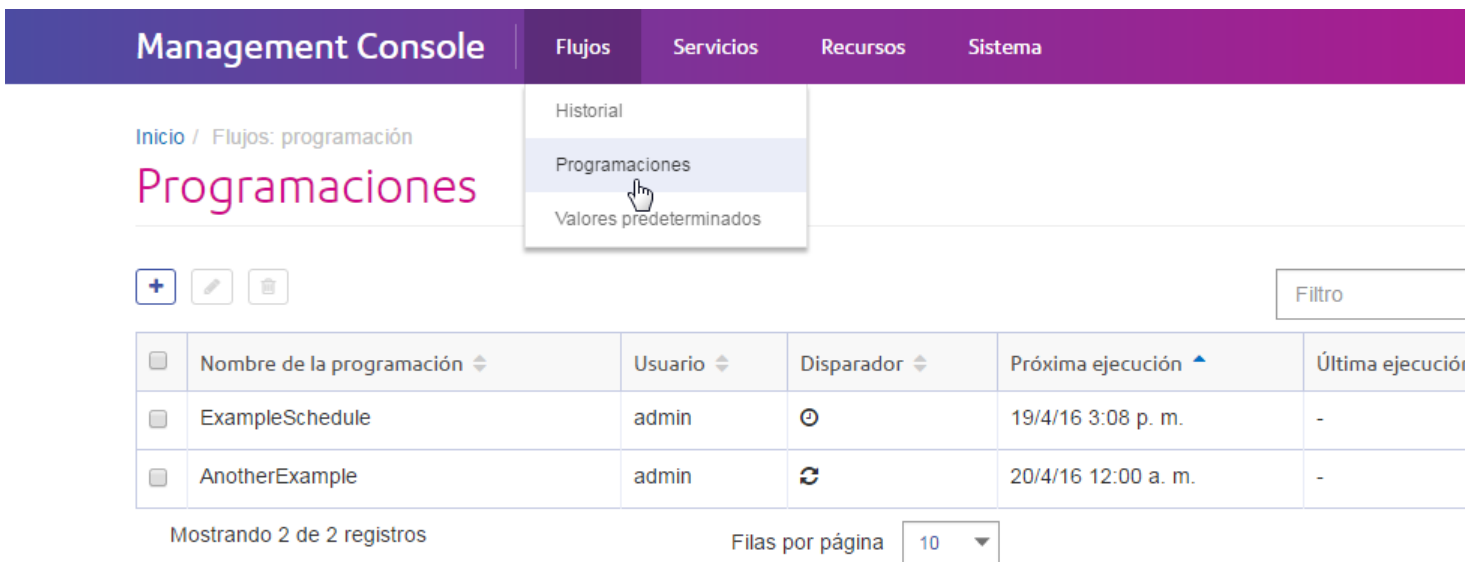 Management Console Flujos Servicios Recursos Sistema
Historial
Inicio / Flujos: programación
Programaciones
Programaciones
Valores predeterminados
Filtro
Nombre de la programación Usuario Disparador Próxima ejecución Última ejecución
ExampleSchedule admin 19/4/16 3:08 p. m. -
AnotherExample admin 20/4/16 12:00 a. m. -
Mostrando 2 de 2 registros Filas por página 10